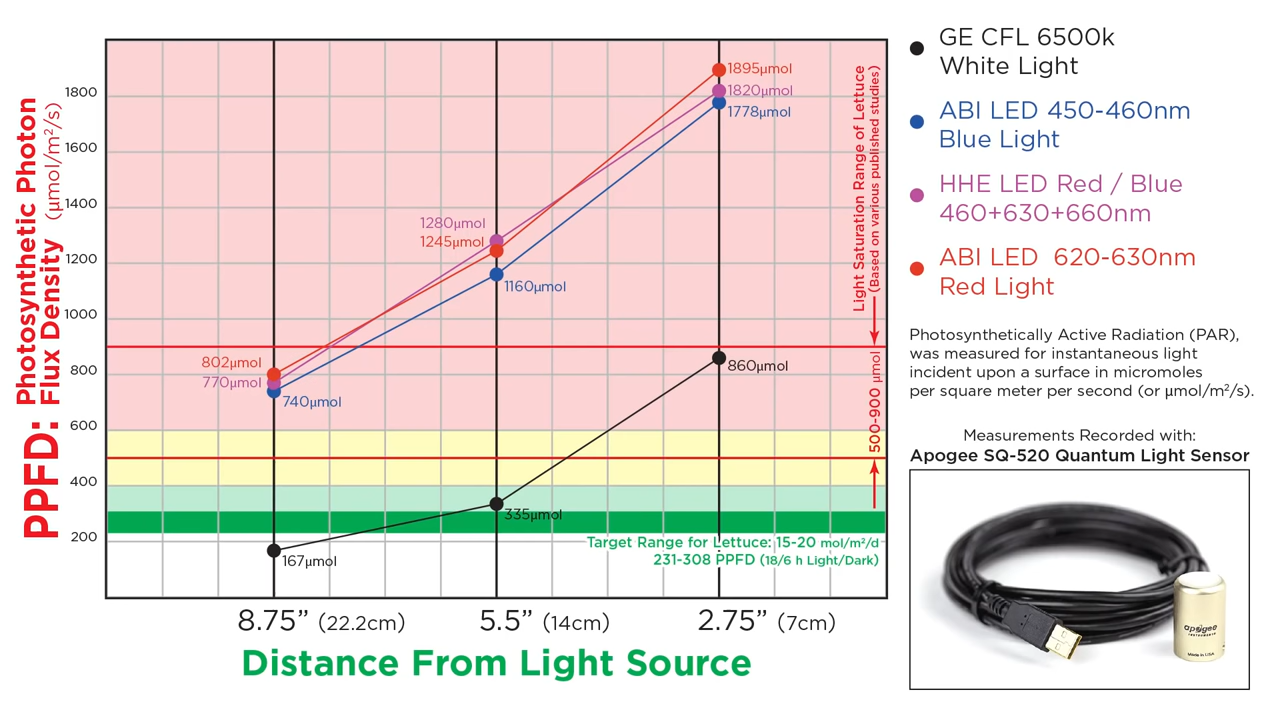 PPFD: Photosynthetic Photon
Flux Density (µmol/m²/s)
1800
1600
1400
1200
1000
800
600
400
200
802µmol
770µmol
740µmol
167µmol
1280µmol
1245µmol
1160µmol
335µmol
1895µmol
1820µmol
1778µmol
860µmol
Light Saturation Range of Lettuce
(Based on various published studies)
500-900 µmol
Target Range for Lettuce: 15-20 mol/m²/d
231-308 PPFD (18/6 h Light/Dark)
8.75” (22.2cm)
5.5” (14cm)
2.75” (7cm)
Distance From Light Source
GE CFL 6500k
White Light
ABI LED 450-460nm
Blue Light
HHE LED Red / Blue
460+630+660nm
ABI LED 620-630nm
Red Light
Photosynthetically Active Radiation (PAR),
was measured for instantaneous light
incident upon a surface in micromoles
per square meter per second (or µmol/m²/s).
Measurements Recorded with:
Apogee SQ-520 Quantum Light Sensor
apogee
INSTRUMENTS
Made in USA